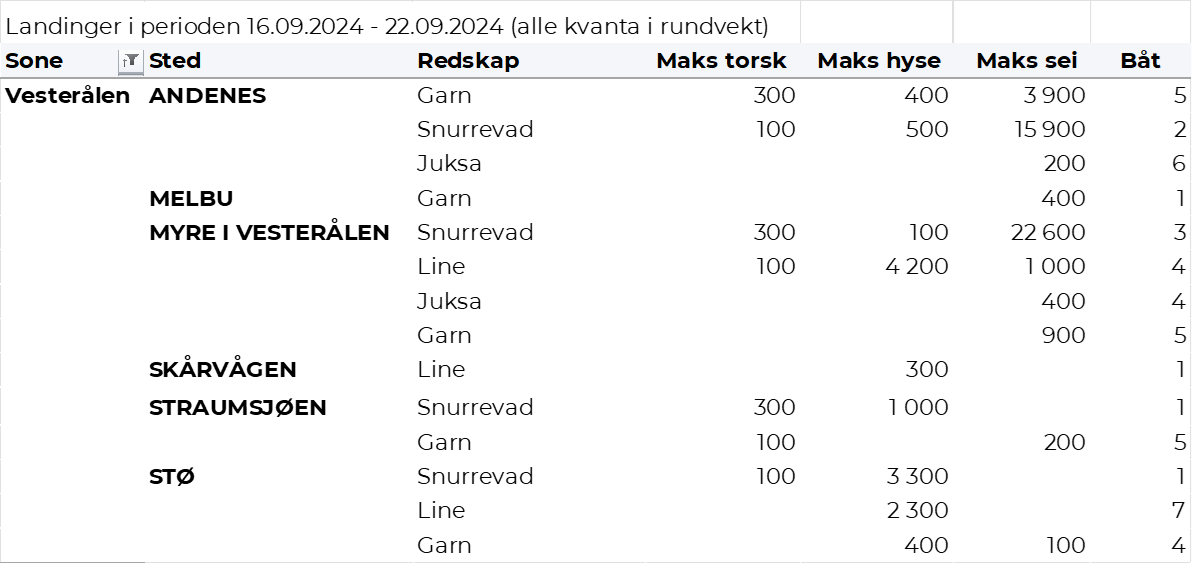 Landinger i perioden 16.09.2024 - 22.09.2024 (alle kvanta i rundvekt)
Sone Sted Redskap Maks torsk Maks hyse Maks sei Båt
Vesterålen ANDENES Garn 300 400 3 900 5
Snurrevad 100 500 15 900 2
Juksa 200 6
MELBU Garn 400 1
MYRE I VESTERÅLEN Snurrevad 300 100 22 600 3
Line 100 4 200 1 000 4
Juksa 400 4
Garn 900 5
SKÅRVÅGEN Line 300 1
STRAUMSJØEN Snurrevad 300 1 000 1
Garn 100 200 5
STØ Snurrevad 100 3 300 1
Line 2 300 7
Garn 400 100 4